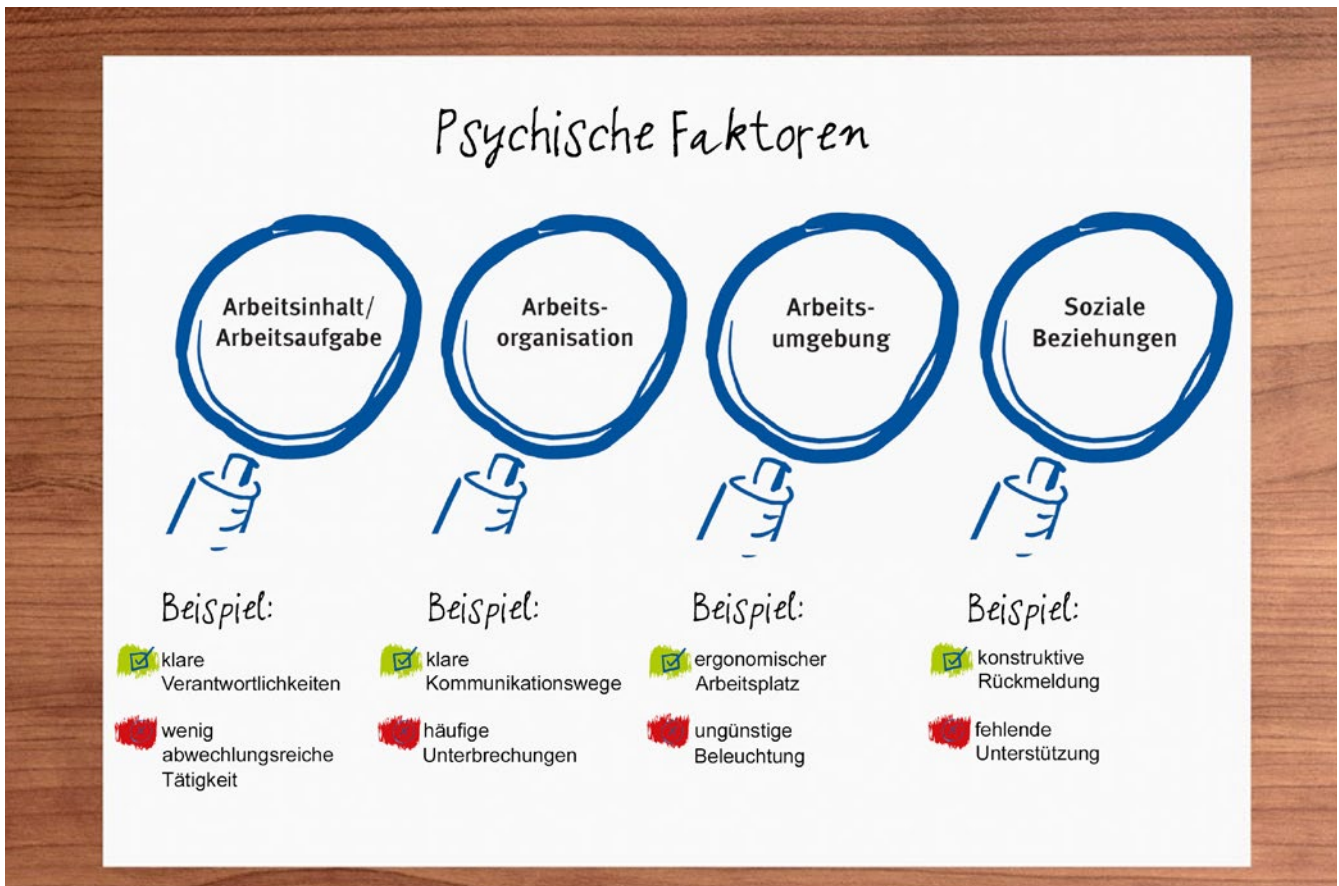 Psychische Faktoren
Arbeitsinhalt/
Arbeitsaufgabe
Arbeits-
organisation
Arbeits-
umgebung
Soziale
Beziehungen
Beispiel:
klare
Verantwortlichkeiten
wenig
abwechlungsreiche
Tätigkeit
Beispiel:
klare
Kommunikationswege
häufige
Unterbrechungen
Beispiel:
ergonomischer
Arbeitsplatz
ungünstige
Beleuchtung
Beispiel:
konstruktive
Rückmeldung
fehlende
Unterstützung